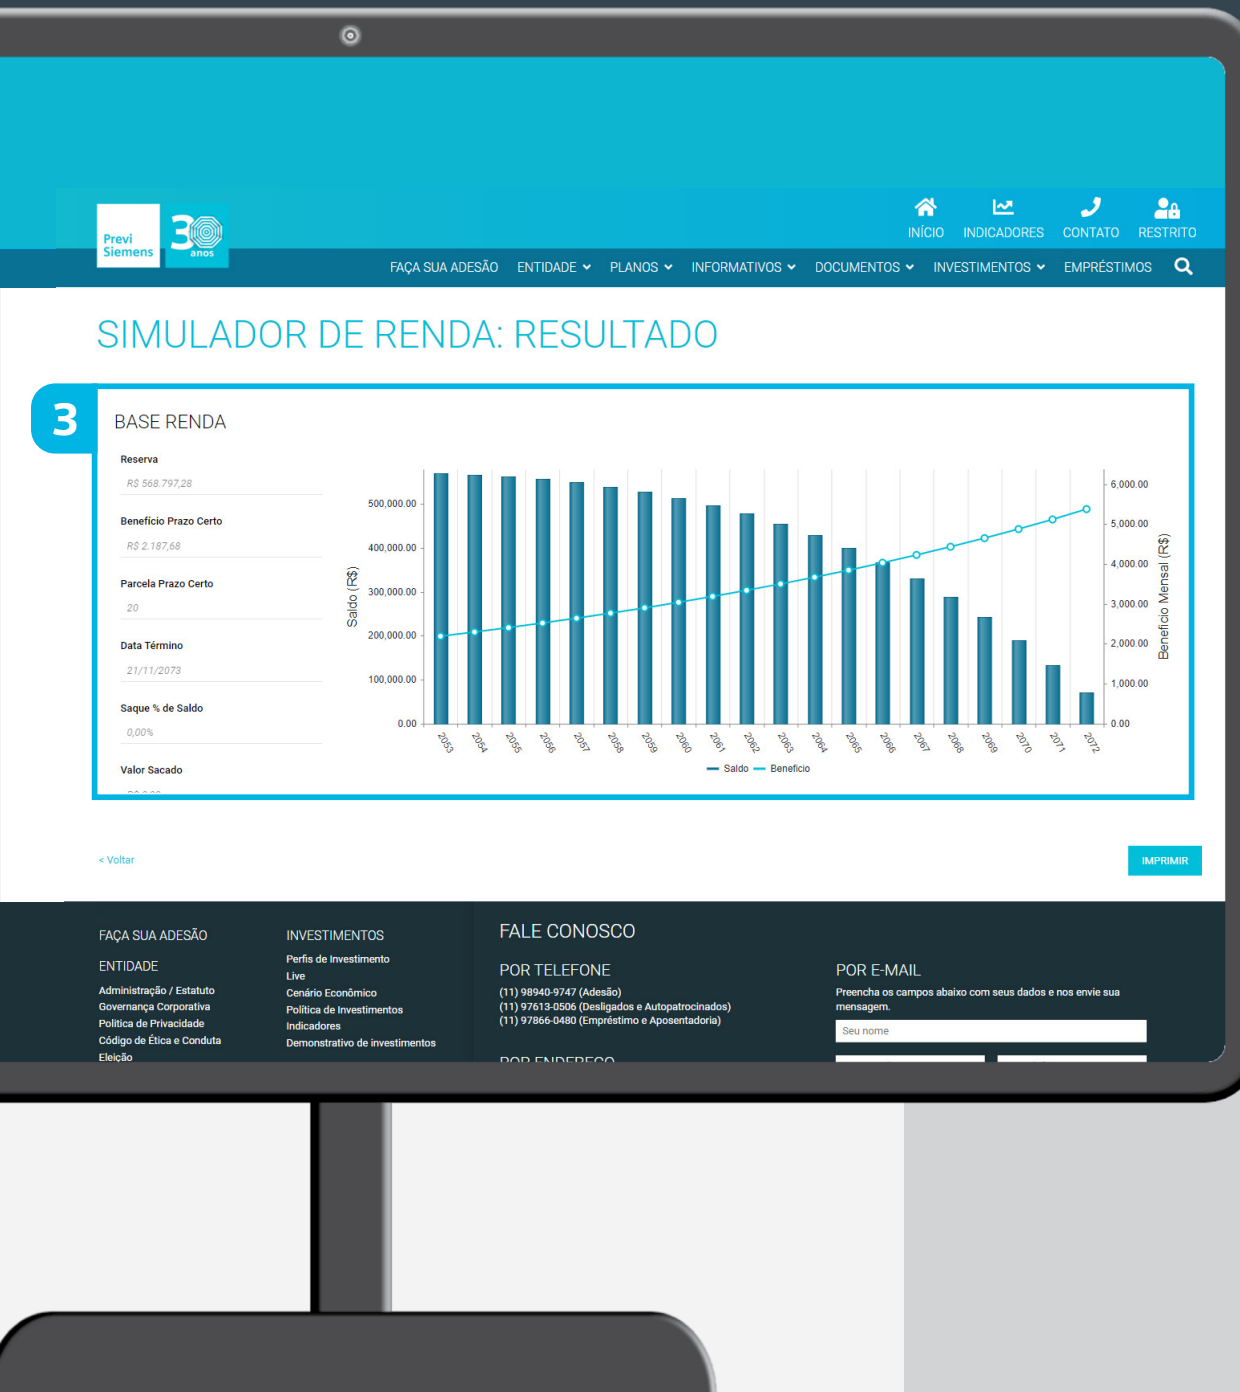 Previ
Siemens
30
anos
INÍCIO
INDICADORES
CONTATO
RESTRITO
FAÇA SUA ADESÃO
ENTIDADE
PLANOS
INFORMATIVOS
DOCUMENTOS
INVESTIMENTOS
EMPRÉSTIMOS
SIMULADOR DE RENDA: RESULTADO
3
BASE RENDA
Reserva
R$ 568.797,28
Benefício Prazo Certo
R$ 2.187,68
Parcela Prazo Certo
20
Data Término
21/11/2073
Saque % de Saldo
0,00%
Valor Sacado
Saldo (R$)
500,000.00
400,000.00
300,000.00
200,000.00
100,000.00
0.00
6,000.00
5,000.00
4,000.00
3,000.00
2,000.00
1,000.00
0.00
Beneficio Mensal (R$)
2053
2054
2055
2056
2057
2058
2059
2060
2061
2062
2063
2064
2065
2066
2067
2068
2069
2070
2071
2072
Saldo
Beneficio
< Voltar
IMPRIMIR
FAÇA SUA ADESÃO
ENTIDADE
Administração / Estatuto
Governança Corporativa
Politica de Privacidade
Código de Ética e Conduta
Eleição
INVESTIMENTOS
Perfis de Investimento
Live
Cenário Econômico
Política de Investimentos
Indicadores
Demonstrativo de investimentos
FALE CONOSCO
POR TELEFONE
(11) 98940-9747 (Adesão)
(11) 97613-0506 (Desligados e Autopatrocinados)
(11) 97866-0480 (Empréstimo e Aposentadoria)
POR ENDEREÇO
POR E-MAIL
Preencha os campos abaixo com seus dados e nos envie sua
mensagem.
Seu nome